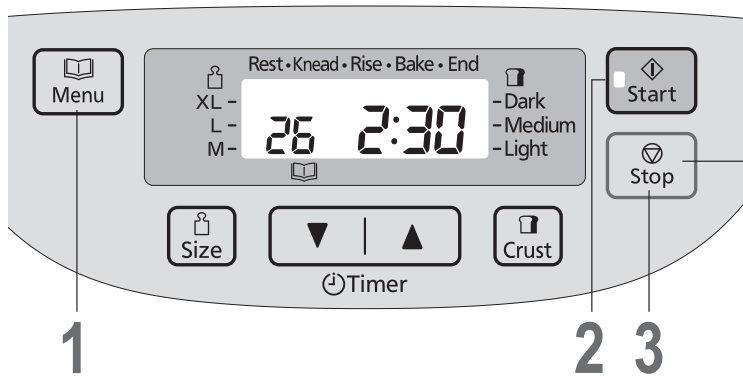 Menu
Rest • Knead • Rise • Bake • End
XL –
L –
M –
26
2:30
– Dark
– Medium
– Light
Start
Stop
Size
▼ | ▲
Crust
Timer
1
2
3